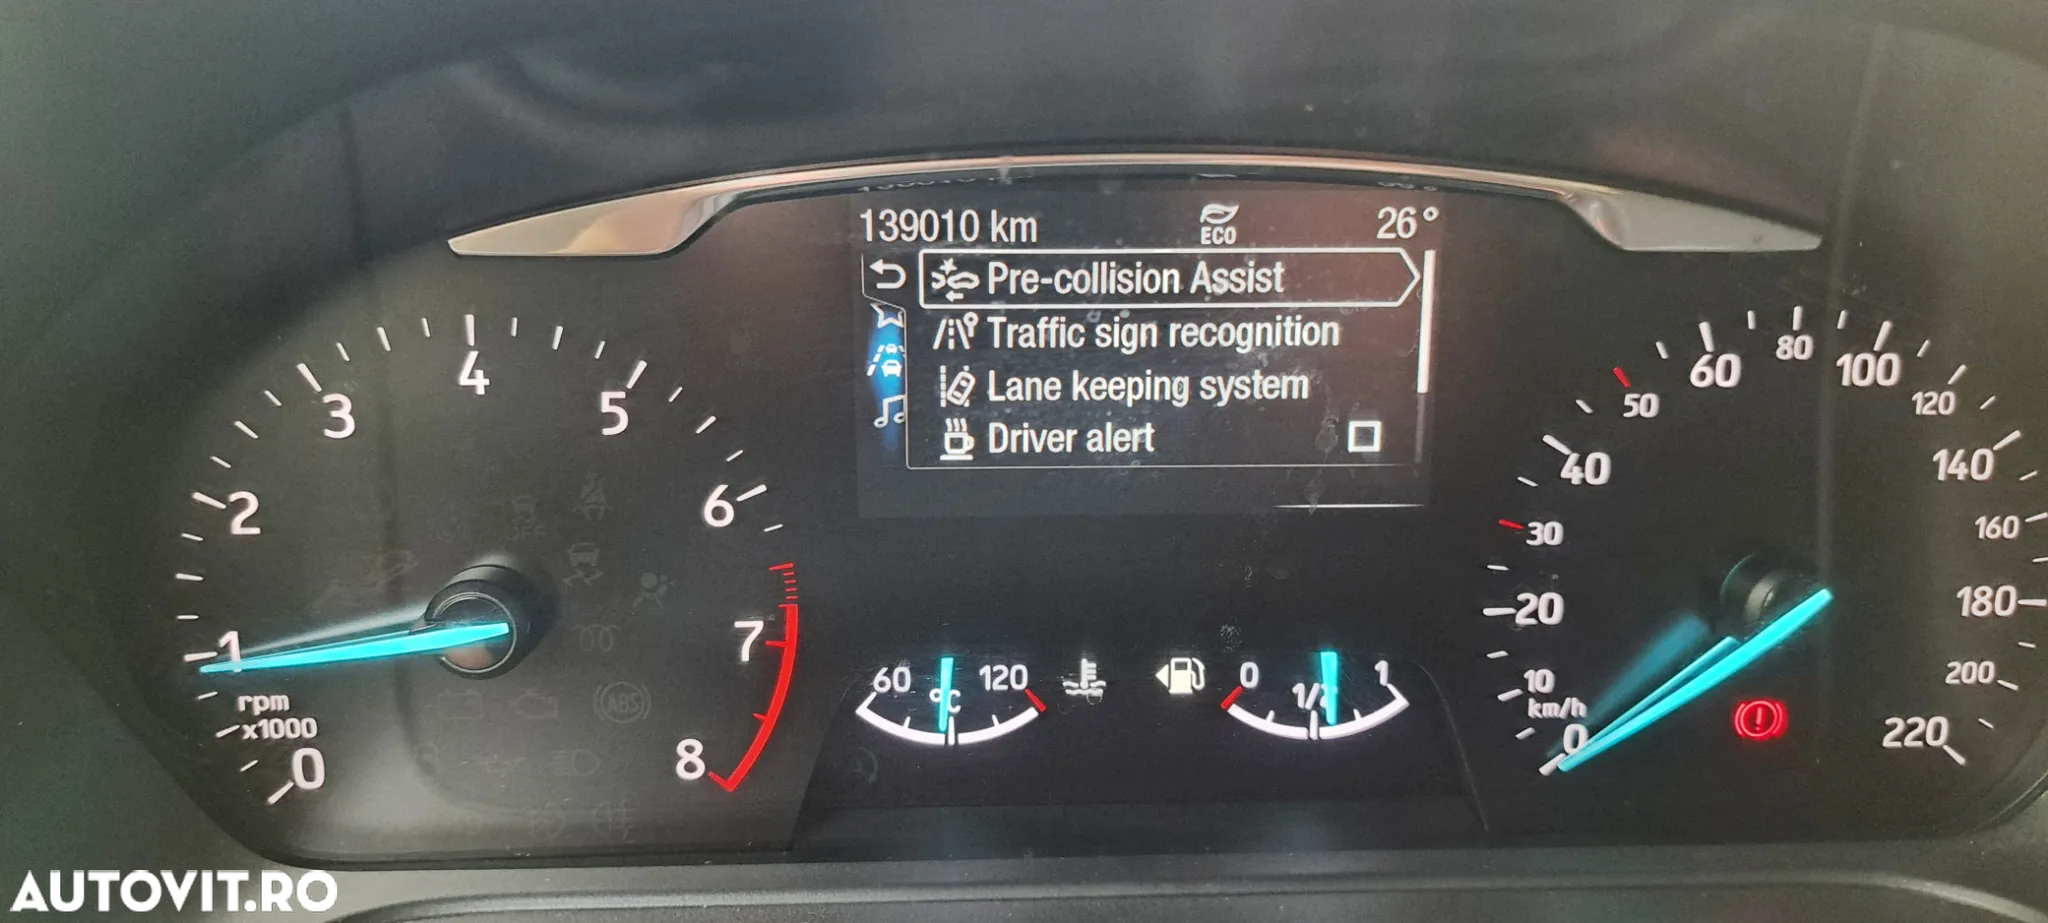 139010 km ECO 26°
Pre-collision Assist
Traffic sign recognition
Lane keeping system
Driver alert
0 1 2 3 4 5 6 7 8
rpm
x1000
60 °C 120
0 1/2 1
0 10 20 30 40 50 60 80 100 120 140 160 180 200 220
km/h
ABS
OFF
AUTOVIT.RO